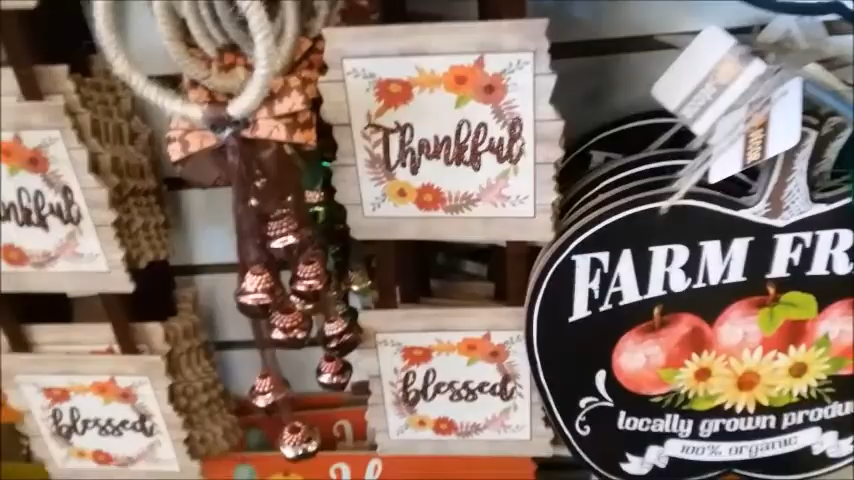 Thankful
nkful
FARM FR
blessed
blessed
locally grown produ
100% organic